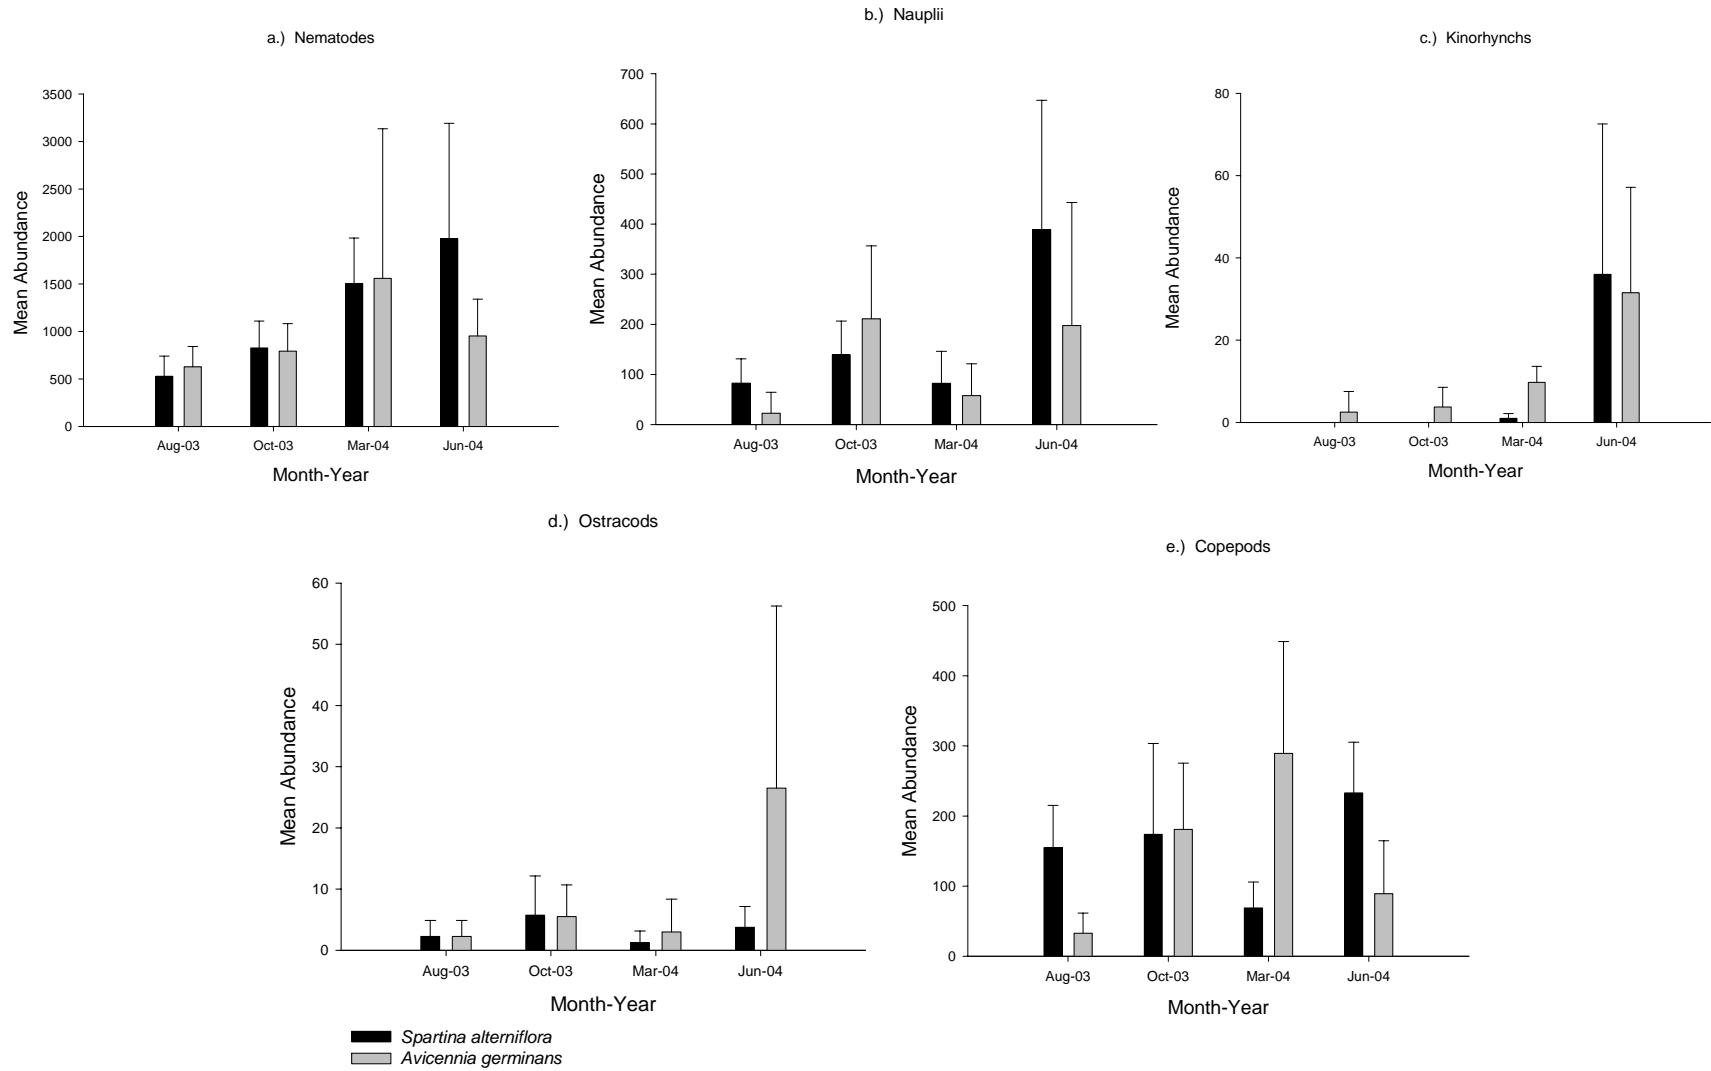 a.) Nematodes
3500
3000
2500
2000
1500
1000
500
0
Mean Abundance
Aug-03 Oct-03 Mar-04 Jun-04
Month-Year
b.) Nauplii
700
600
500
400
300
200
100
0
Mean Abundance
Aug-03 Oct-03 Mar-04 Jun-04
Month-Year
c.) Kinorhynchs
80
60
40
20
0
Mean Abundance
Aug-03 Oct-03 Mar-04 Jun-04
Month-Year
d.) Ostracods
60
50
40
30
20
10
0
Mean Abundance
Aug-03 Oct-03 Mar-04 Jun-04
Month-Year
Spartina alterniflora
Avicennia germinans
e.) Copepods
500
400
300
200
100
0
Mean Abundance
Aug-03 Oct-03 Mar-04 Jun-04
Month-Year